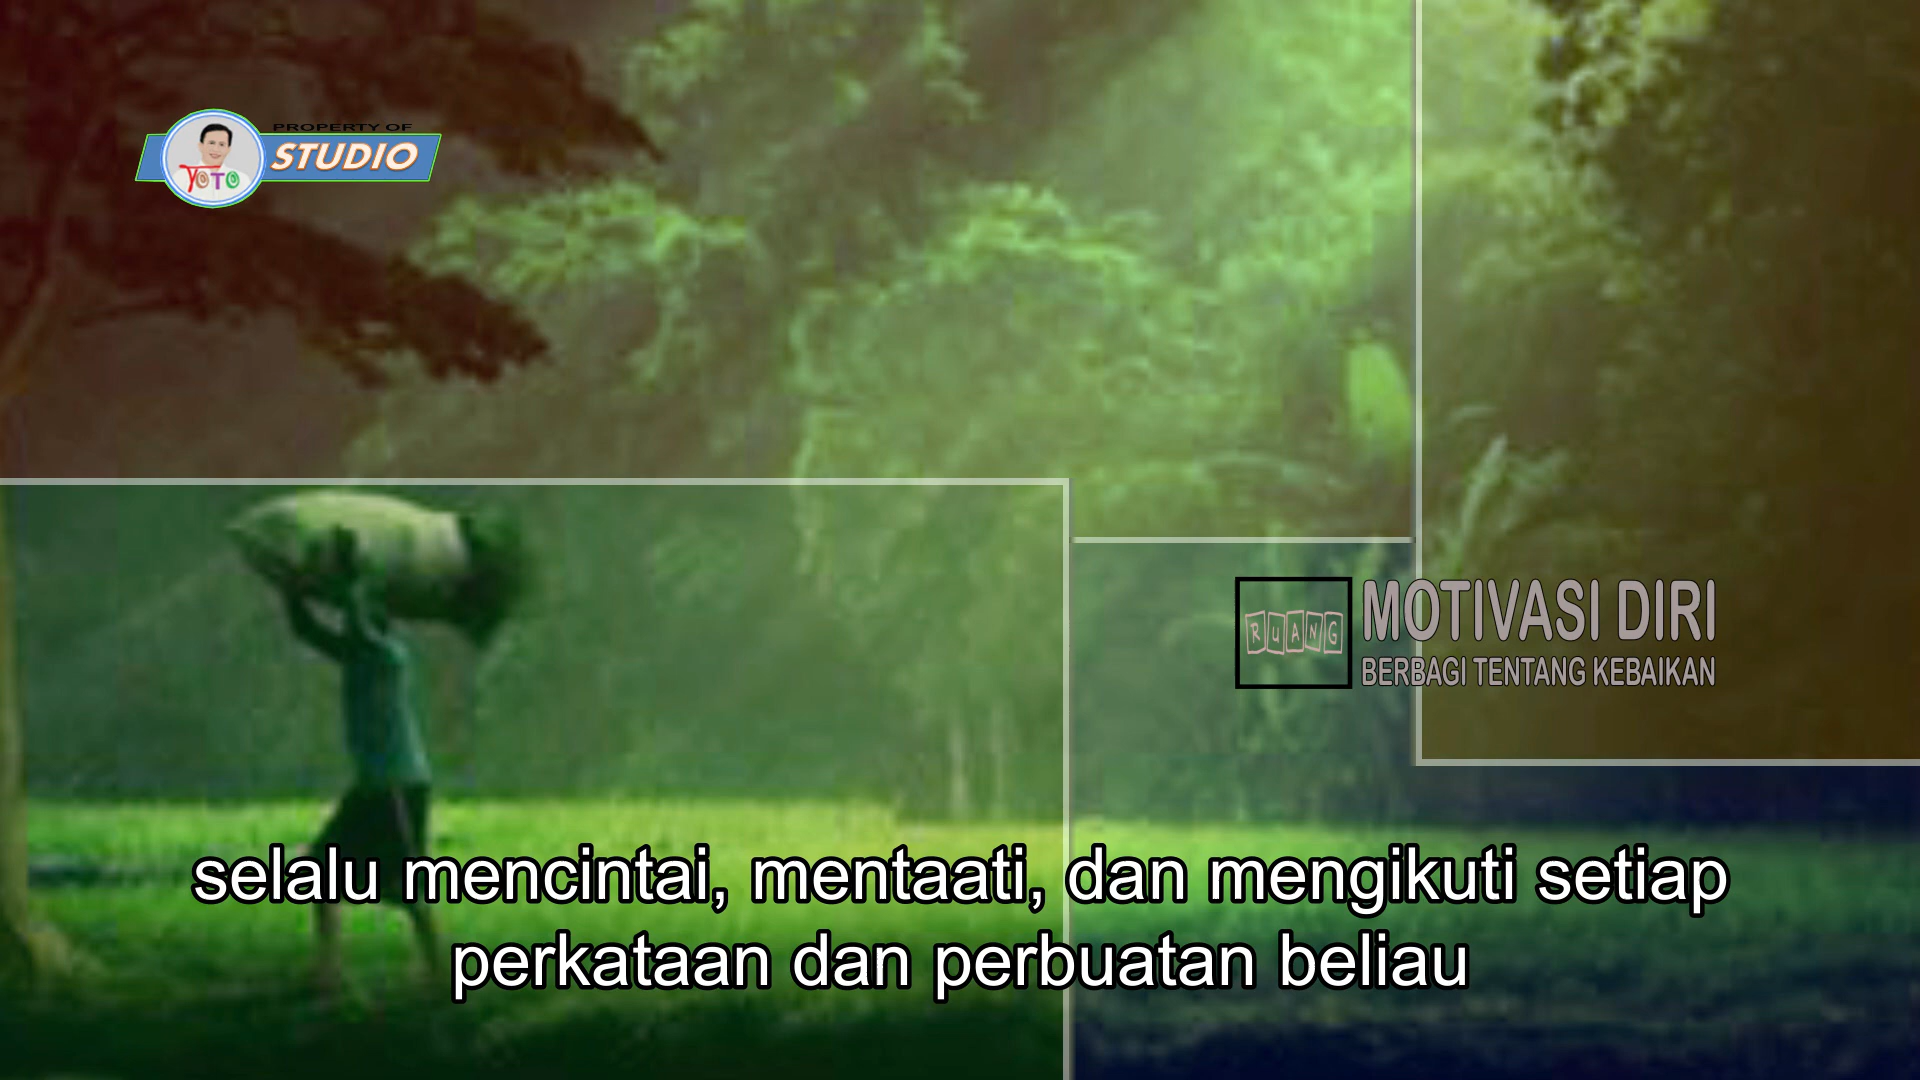 PROPERTY OF
STUDIO
YOTO
RUANG
MOTIVASI DIRI
BERBAGI TENTANG KEBAIKAN
selalu mencintai, mentaati, dan mengikuti setiap
perkataan dan perbuatan beliau